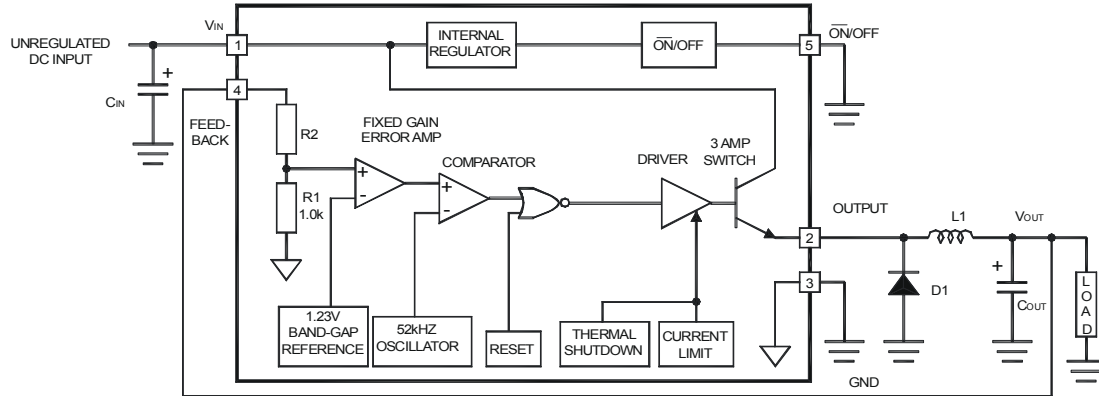 VIN
UNREGULATED
DC INPUT
1
INTERNAL
REGULATOR
ON/OFF
5
ON/OFF
+
CIN
4
FEED-
BACK
R2
FIXED GAIN
ERROR AMP
R1
1.0k
+
-
COMPARATOR
+
-
DRIVER
3 AMP
SWITCH
OUTPUT
2
L1
VOUT
3
D1
+
COUT
LOAD
1.23V
BAND-GAP
REFERENCE
52kHZ
OSCILLATOR
RESET
THERMAL
SHUTDOWN
CURRENT
LIMIT
GND